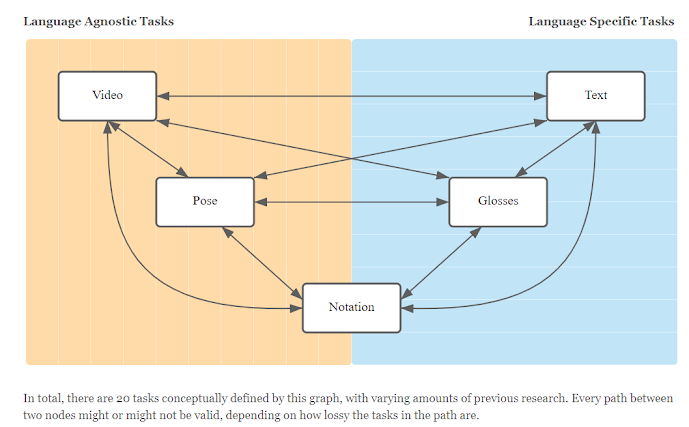 Language Agnostic Tasks
Language Specific Tasks
Video
Text
Pose
Glosses
Notation
In total, there are 20 tasks conceptually defined by this graph, with varying amounts of previous research. Every path between
two nodes might or might not be valid, depending on how lossy the tasks in the path are.